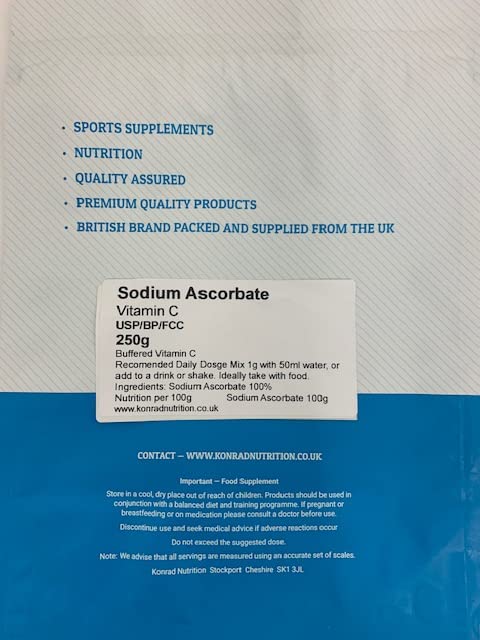 • SPORTS SUPPLEMENTS
• NUTRITION
• QUALITY ASSURED
• PREMIUM QUALITY PRODUCTS
• BRITISH BRAND PACKED AND SUPPLIED FROM THE UK
Sodium Ascorbate
Vitamin C
USP/BP/FCC
250g
Buffered Vitamin C
Recomended Daily Dosge Mix 1g with 50ml water, or
add to a drink or shake. Ideally take with food.
Ingredients: Sodium Ascorbate 100%
Nutrition per 100g Sodium Ascorbate 100g
www.konradnutrition.co.uk
CONTACT – WWW.KONRADNUTRITION.CO.UK
Important – Food Supplement
Store in a cool, dry place out of reach of children. Products should be used in
conjunction with a balanced diet and training programme. If pregnant or
breastfeeding or on medication please consult a doctor before use.
Discontinue use and seek medical advice if adverse reactions occur
Do not exceed the suggested dose.
Note: We advise that all servings are measured using an accurate set of scales.
Konrad Nutrition Stockport Cheshire SK1 3JL